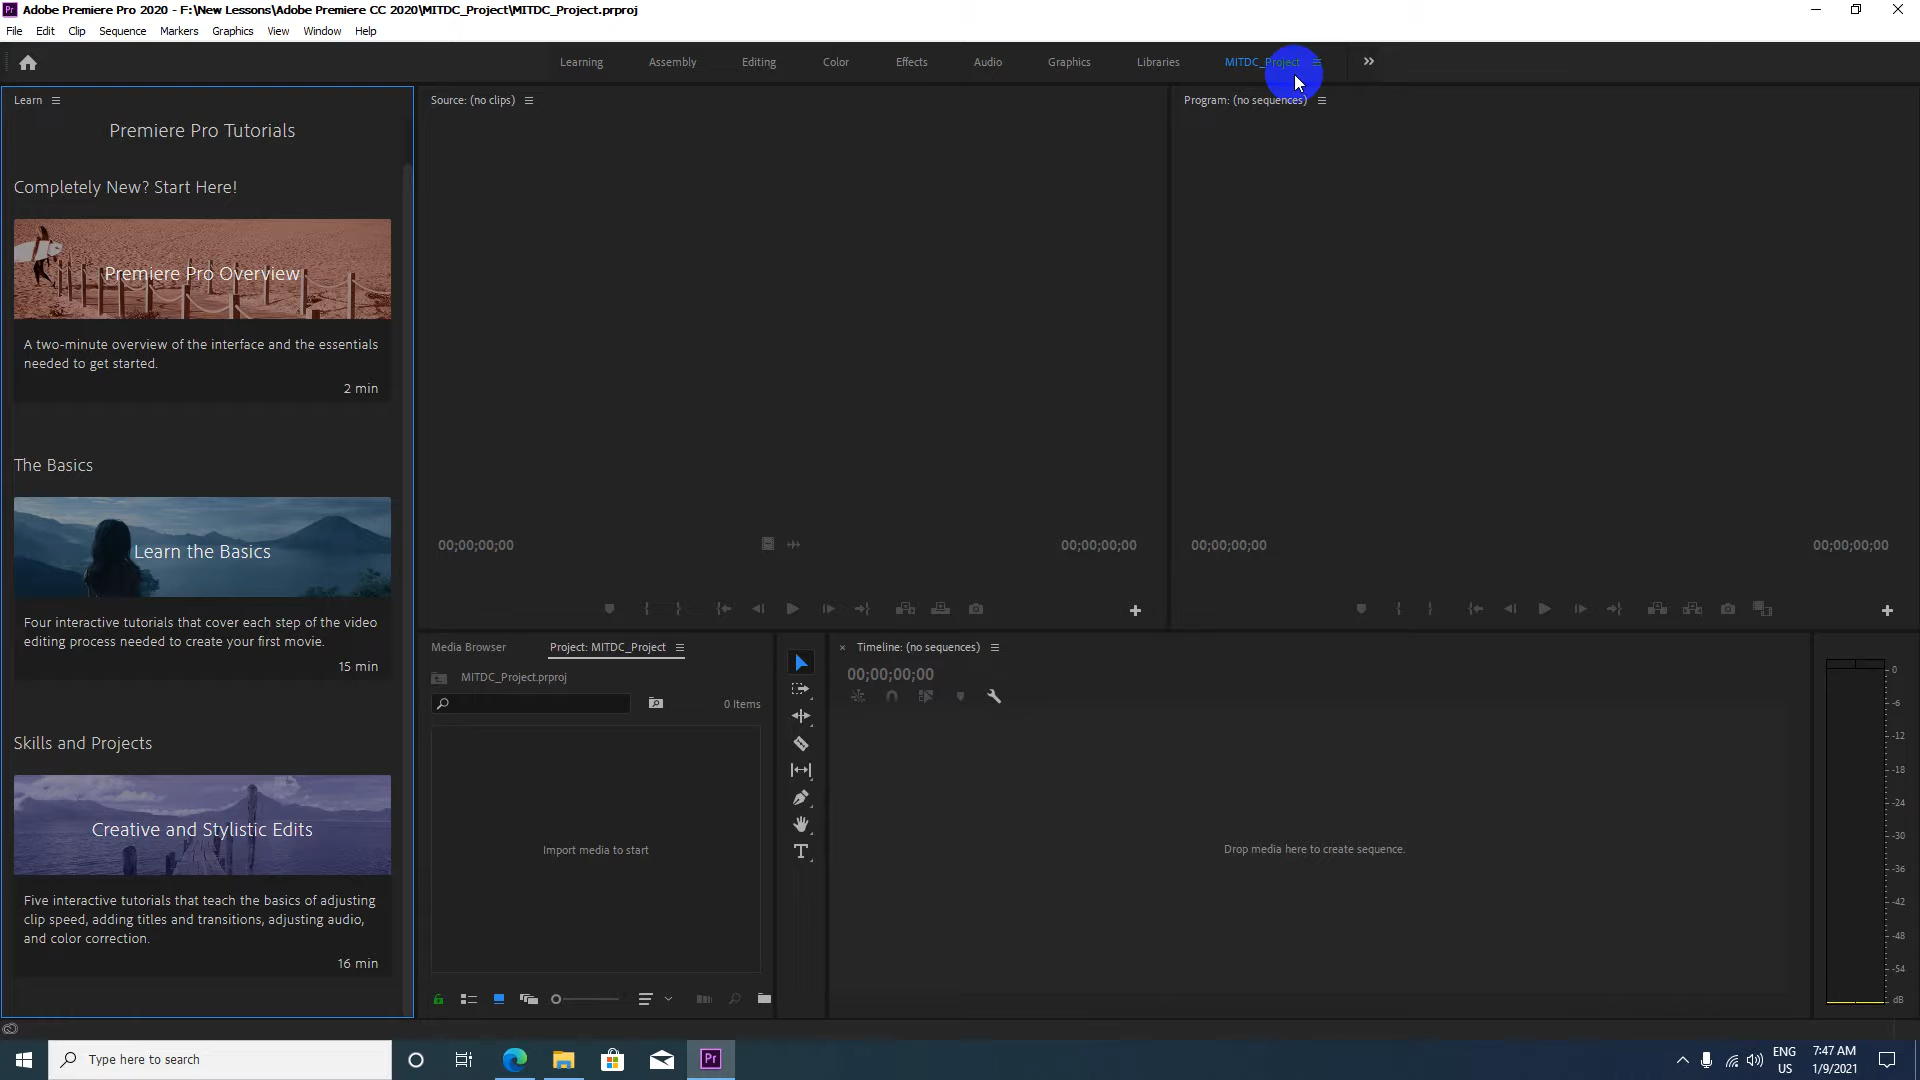 Adobe Premiere Pro 2020 - F:\New Lessons\Adobe Premiere CC 2020\MITDC_Project\MITDC_Project.prproj
File Edit Clip Sequence Markers Graphics View Window Help
Learning Assembly Editing Color Effects Audio Graphics Libraries MITDC_Project
Learn
Source: (no clips)
Program: (no sequences)
Premiere Pro Tutorials
Completely New? Start Here!
Premiere Pro Overview
A two-minute overview of the interface and the essentials
needed to get started.
2 min
The Basics
Learn the Basics
Four interactive tutorials that cover each step of the video
editing process needed to create your first movie.
15 min
Skills and Projects
Creative and Stylistic Edits
Five interactive tutorials that teach the basics of adjusting
clip speed, adding titles and transitions, adjusting audio,
and color correction.
16 min
00;00;00;00
00;00;00;00
00;00;00;00
00;00;00;00
Media Browser
Project: MITDC_Project
MITDC_Project.prproj
0 Items
Import media to start
Timeline: (no sequences)
00;00;00;00
Drop media here to create sequence.
0
-6
-12
-18
-24
-30
-36
-42
-48
-54
dB
Type here to search
Pr
ENG
US
7:47 AM
1/9/2021